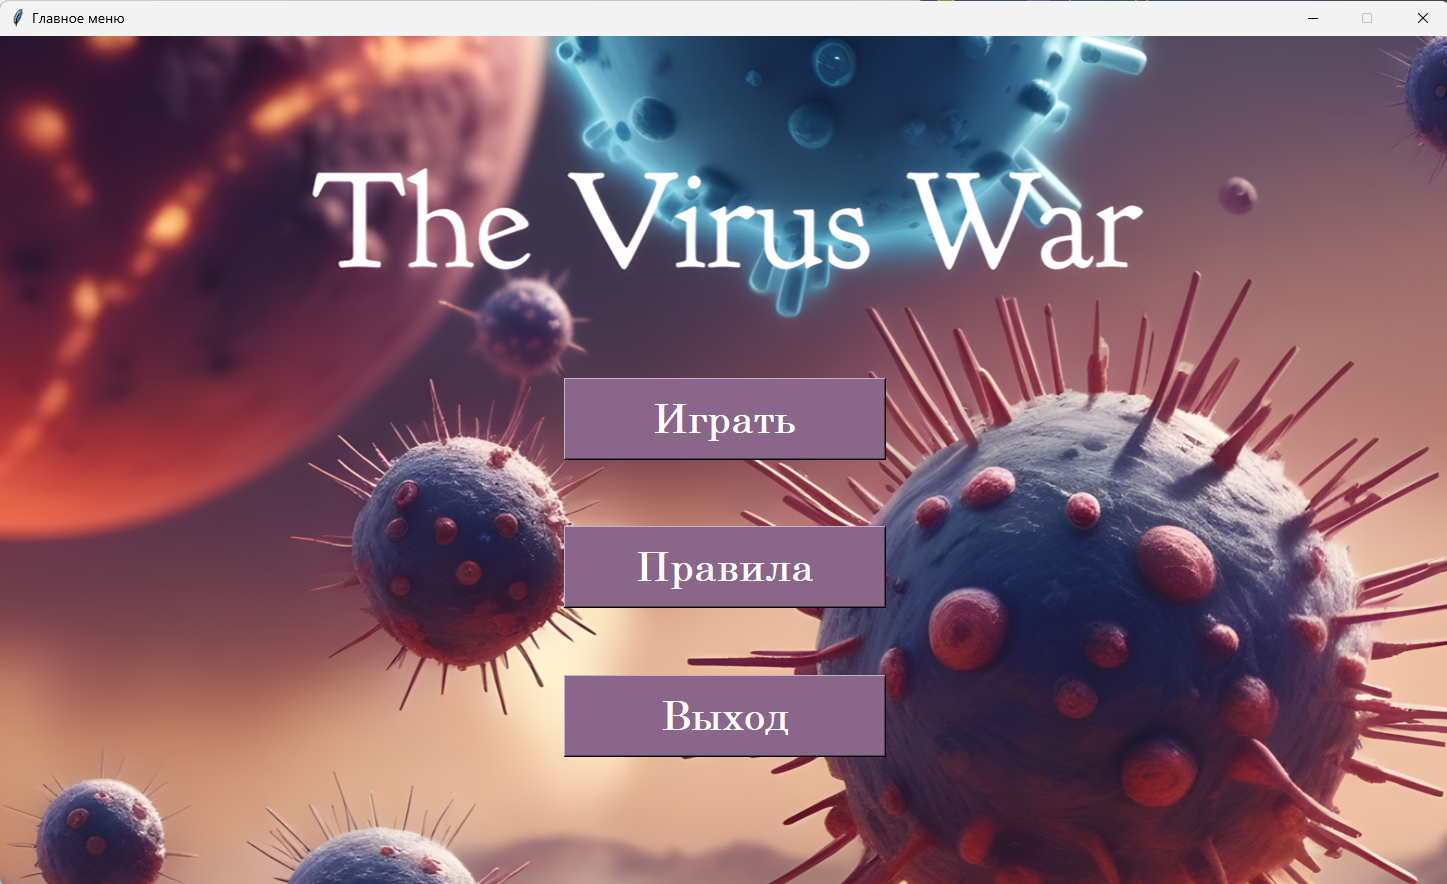 Главное меню
The Virus War
Играть
Правила
Выход